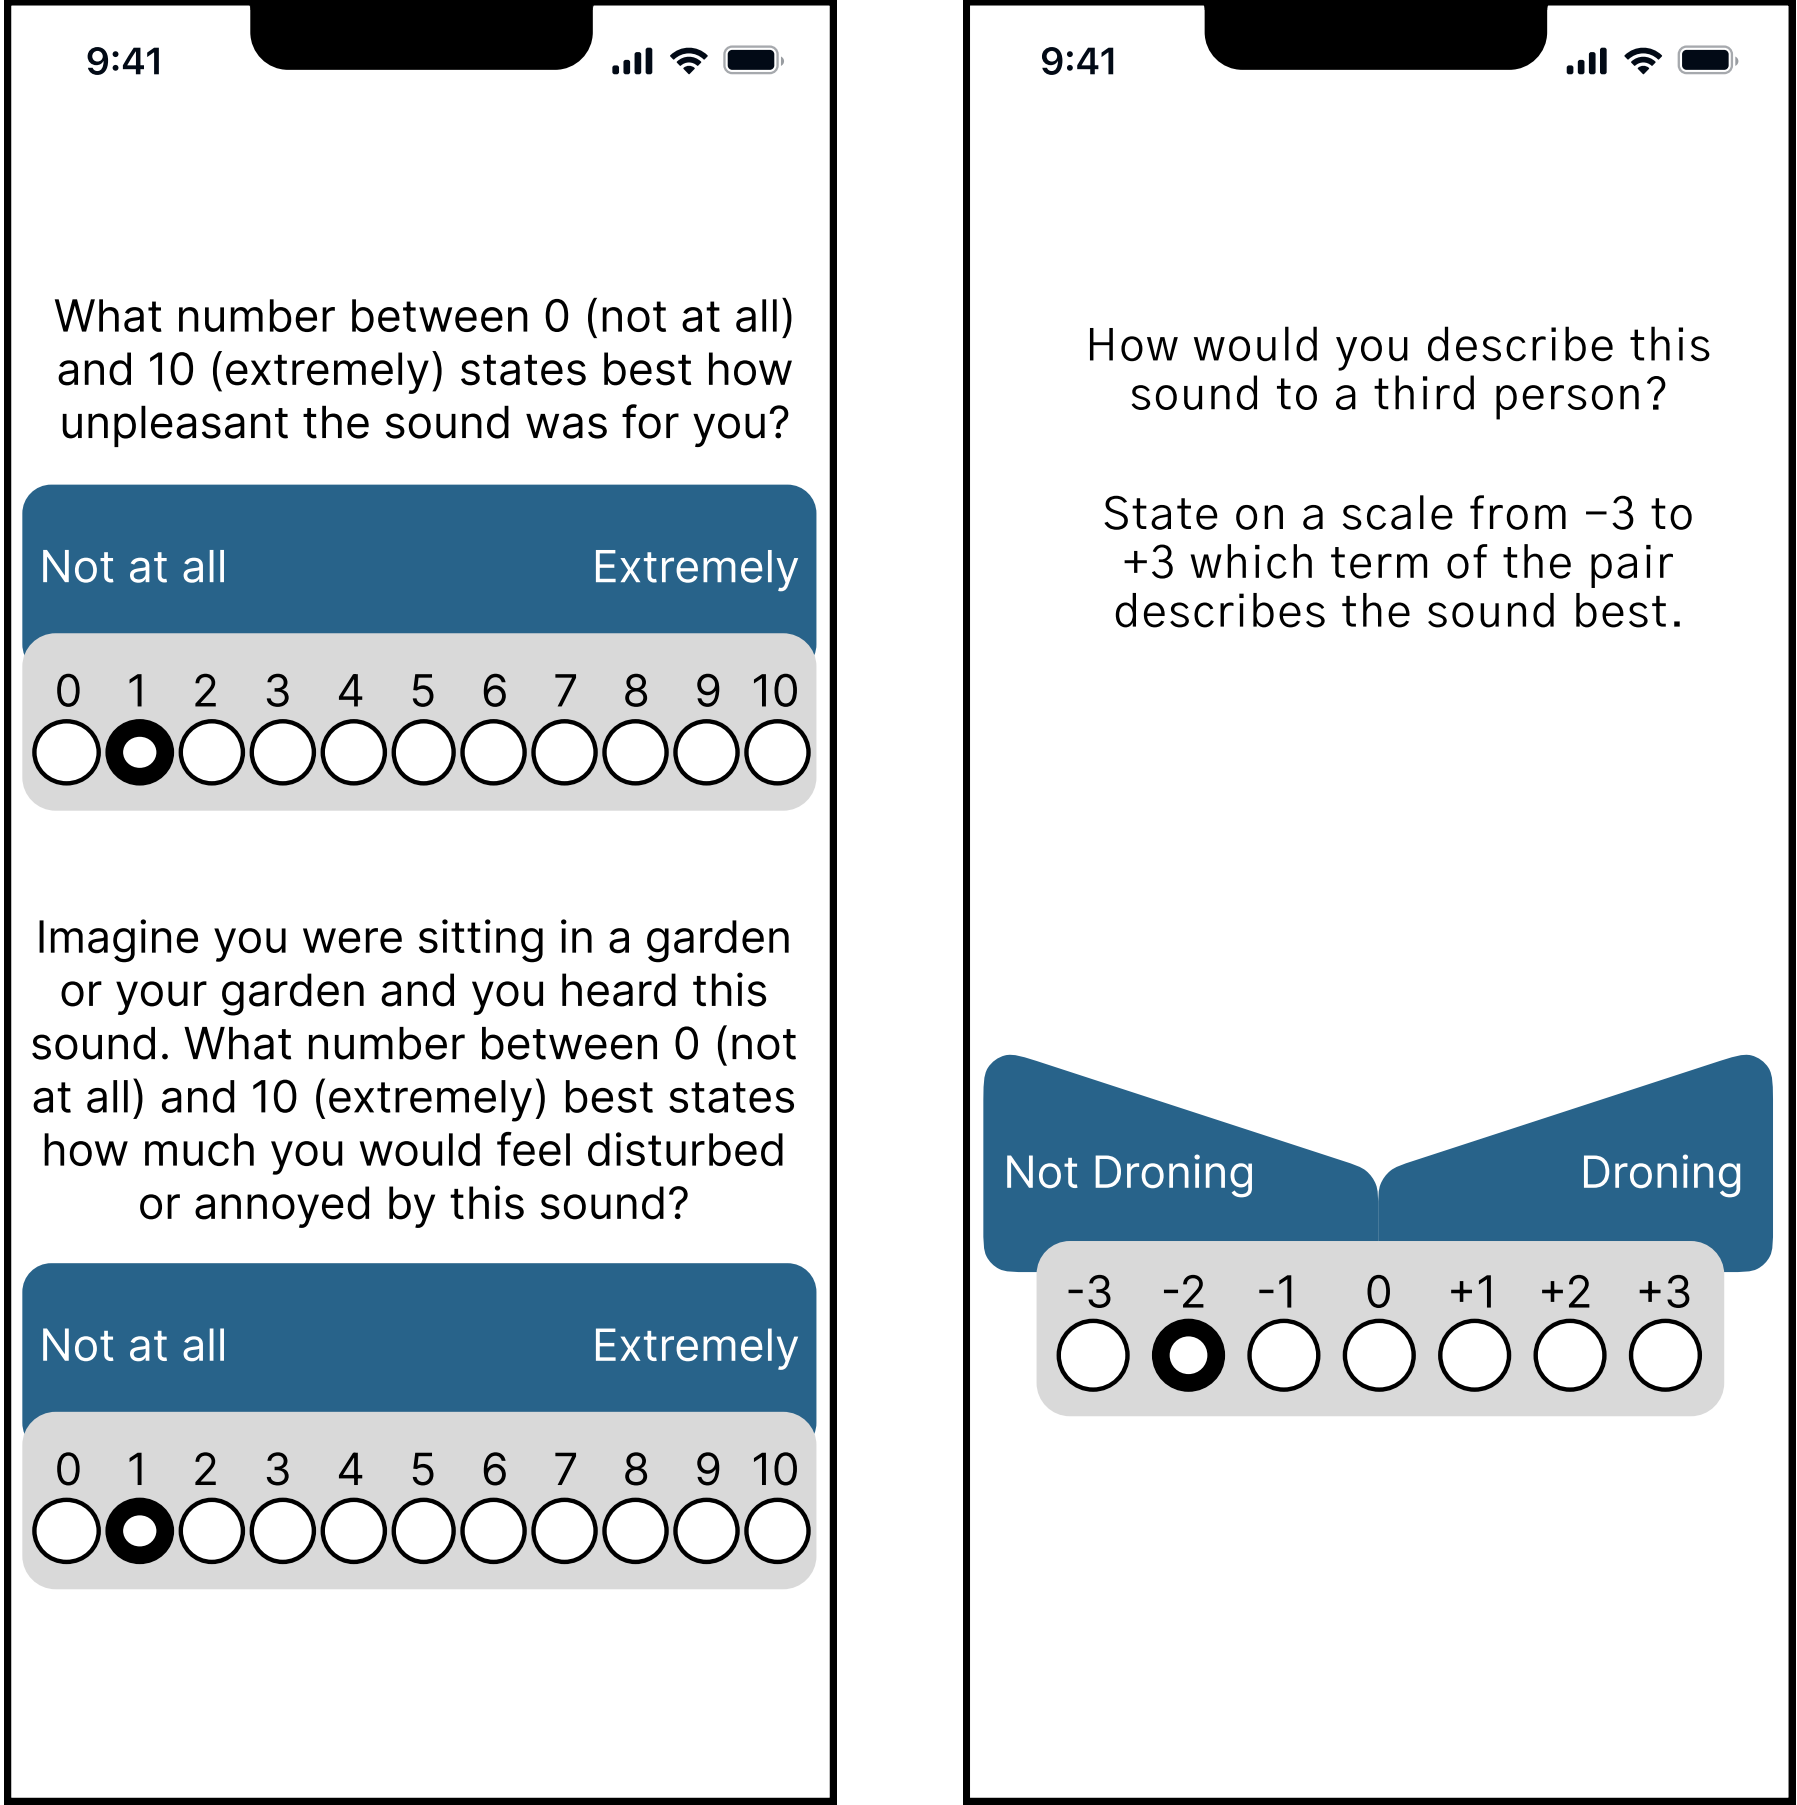 9:41
What number between 0 (not at all)
and 10 (extremely) states best how
unpleasant the sound was for you?
Not at all Extremely
0 1 2 3 4 5 6 7 8 9 10
Imagine you were sitting in a garden
or your garden and you heard this
sound. What number between 0 (not
at all) and 10 (extremely) best states
how much you would feel disturbed
or annoyed by this sound?
Not at all Extremely
0 1 2 3 4 5 6 7 8 9 10
9:41
How would you describe this
sound to a third person?
State on a scale from −3 to
+3 which term of the pair
describes the sound best.
Not Droning Droning
-3 -2 -1 0 +1 +2 +3